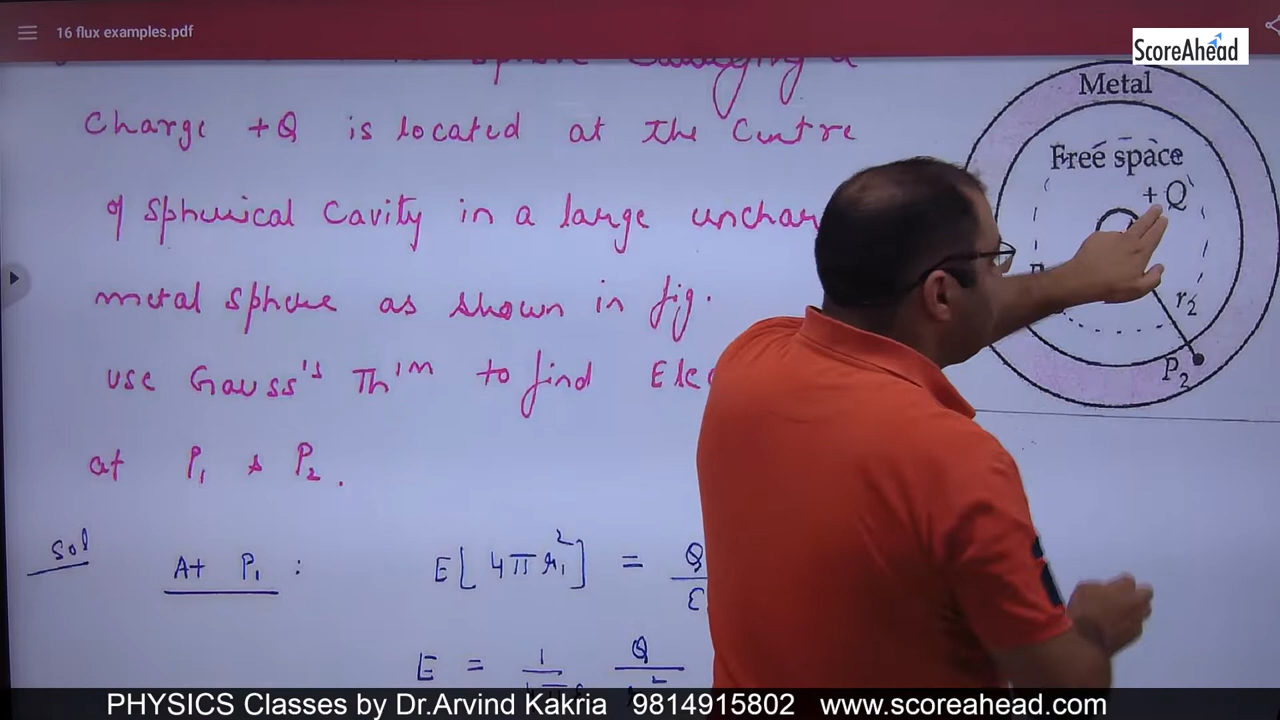 16 flux examples.pdf
ScoreAhead
Charge +Q is located at the Centre
of Spherical Cavity in a large unchar
metal sphere as shown in fig.
use Gauss's Th'm to find Elec
at P₁ & P₂.
Metal
Free space
+Q
r₂
P₂
Sol
At P₁ : E[4πr₁²] = Q
E = 1 Q
PHYSICS Classes by Dr.Arvind Kakria 9814915802 www.scoreahead.com